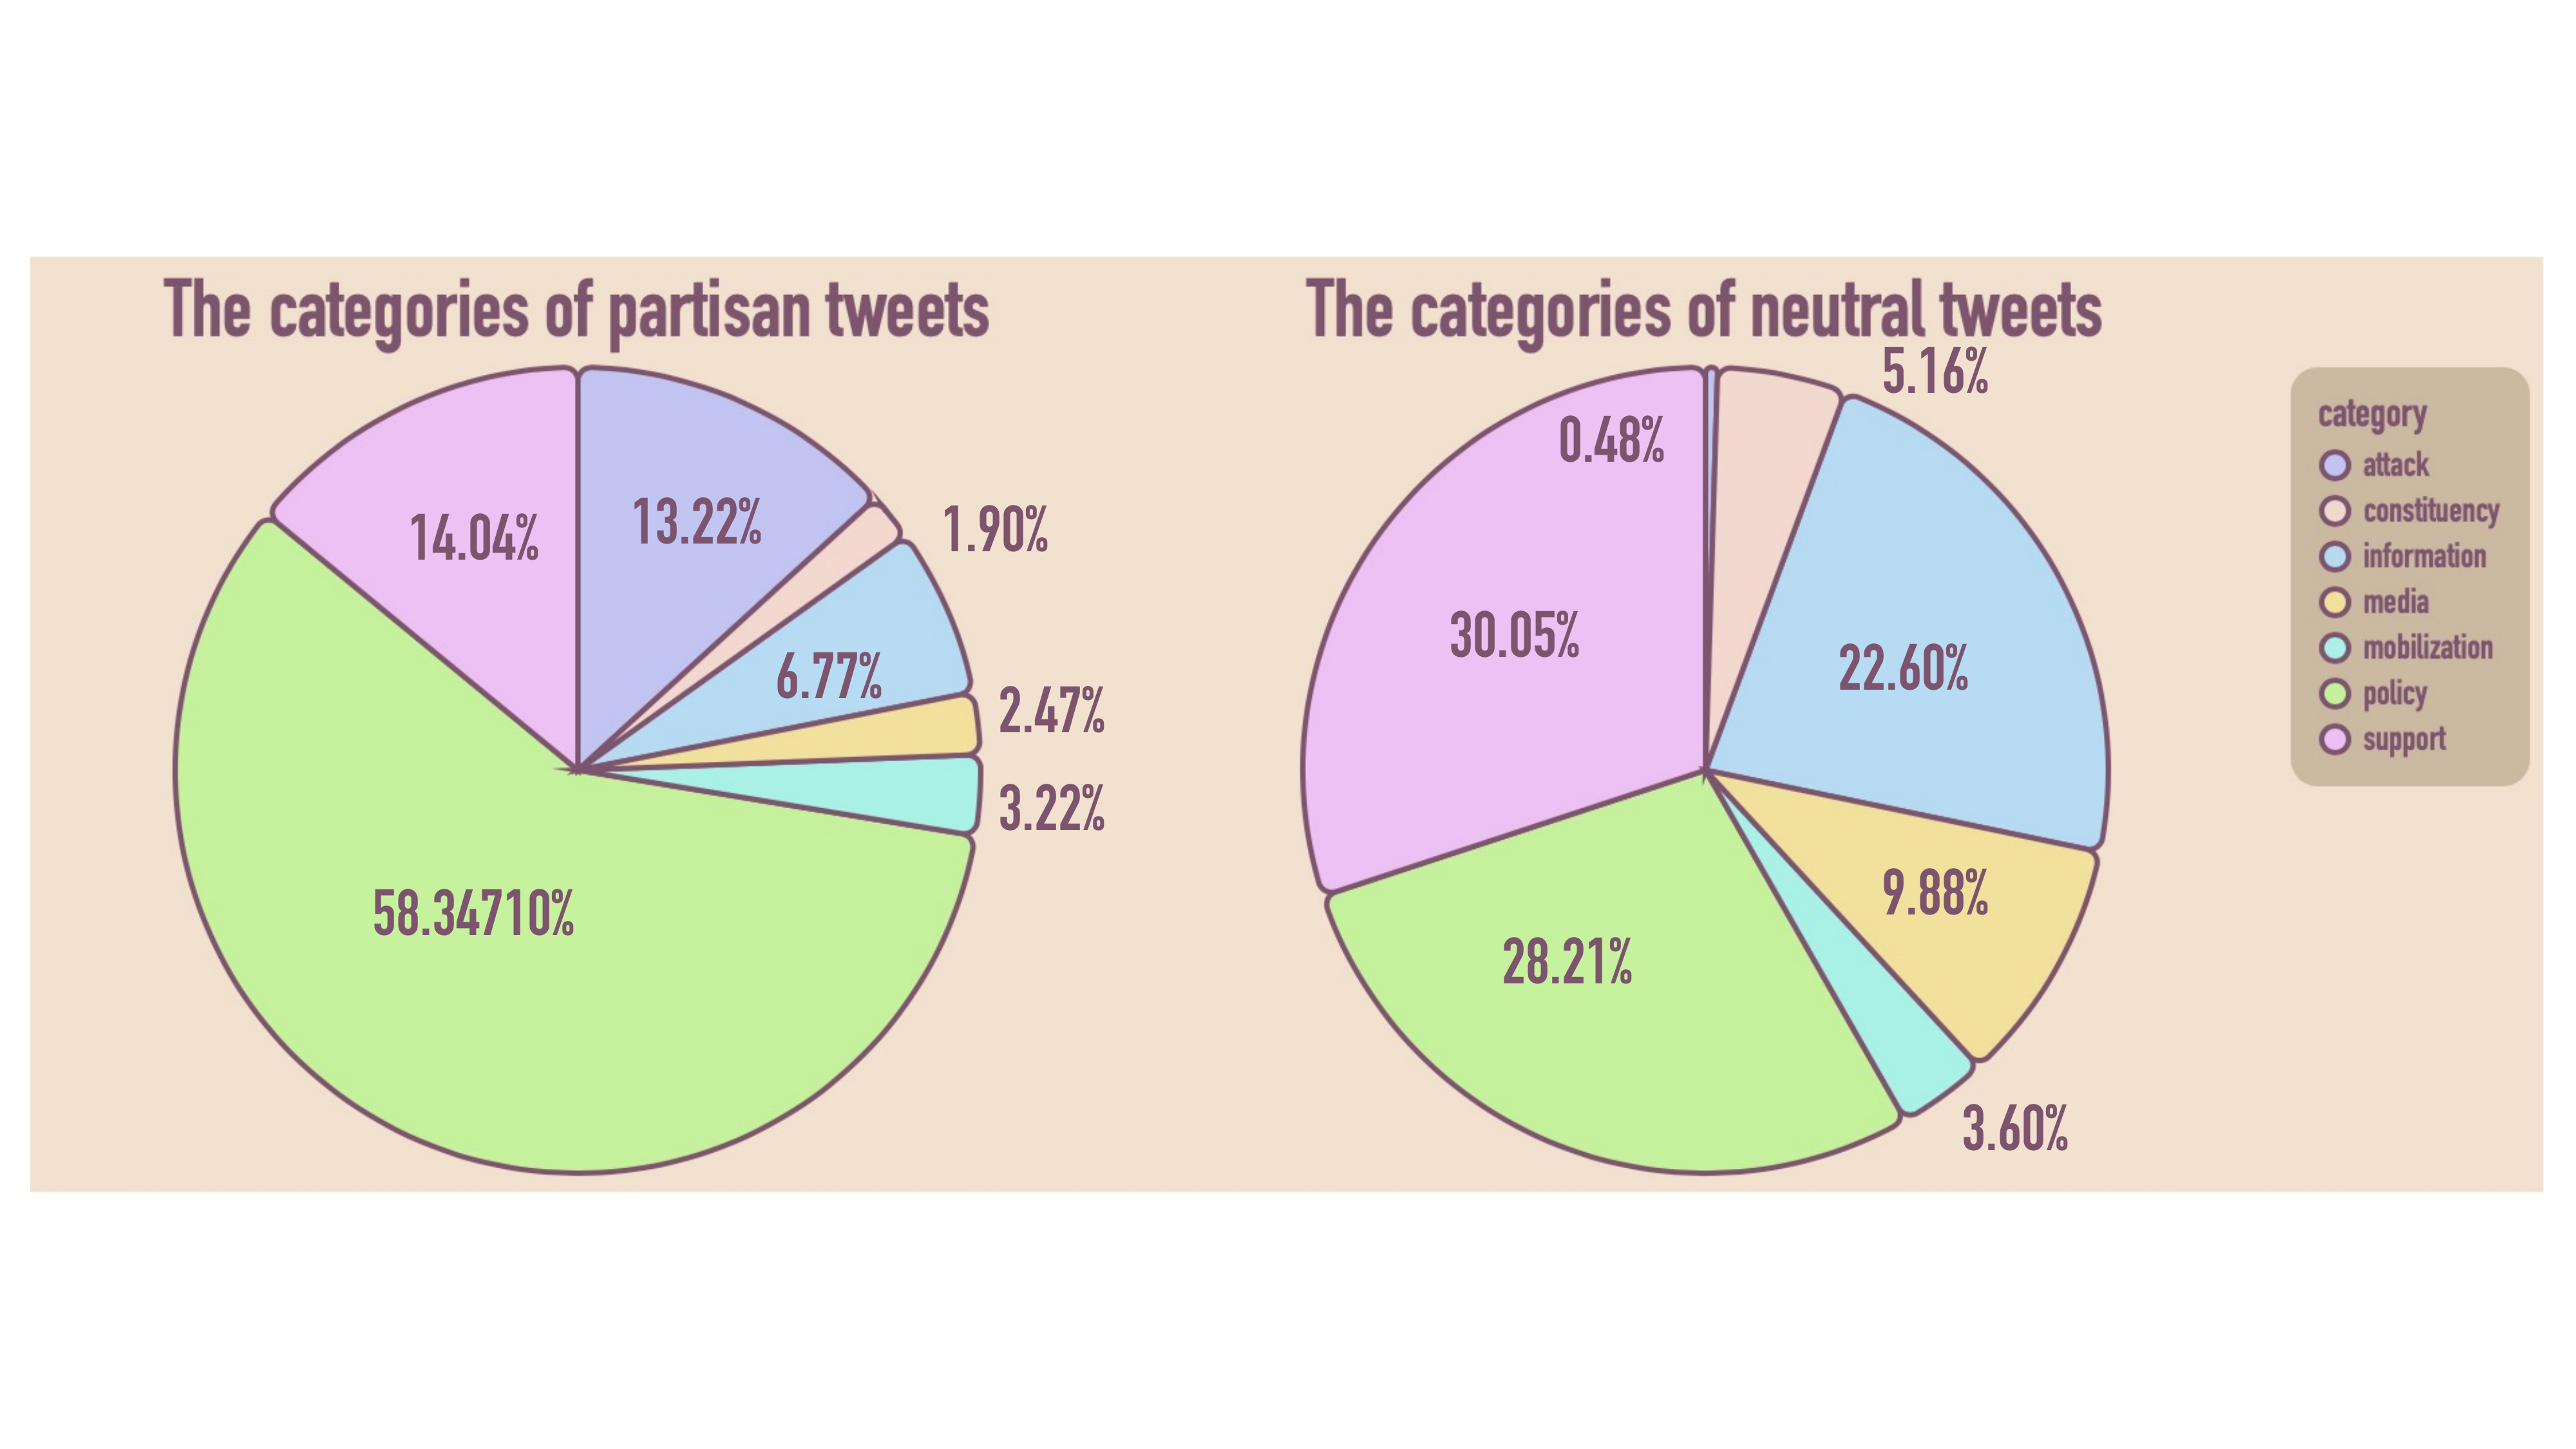 The categories of partisan tweets
14.04%
13.22%
1.90%
6.77%
2.47%
3.22%
58.34710%
The categories of neutral tweets
5.16%
0.48%
30.05%
22.60%
9.88%
28.21%
3.60%
category
attack
constituency
information
media
mobilization
policy
support